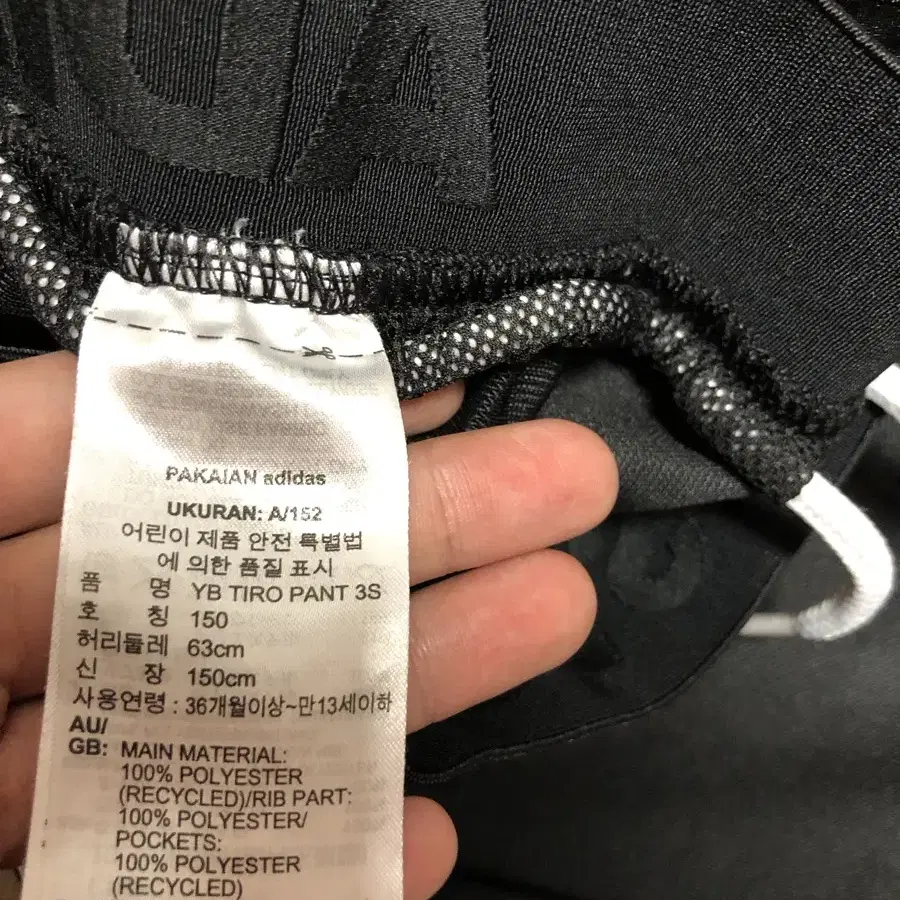 DA
PAKAIAN adidas
UKURAN: A/152
어린이 제품 안전 특별법
에 의한 품질 표시
품 명 YB TIRO PANT 3S
호 칭 150
허리둘레 63cm
신 장 150cm
사용연령 : 36개월이상~만13세이하
AU/
GB: MAIN MATERIAL:
100% POLYESTER
(RECYCLED)/RIB PART:
100% POLYESTER/
POCKETS:
100% POLYESTER
(RECYCLED)